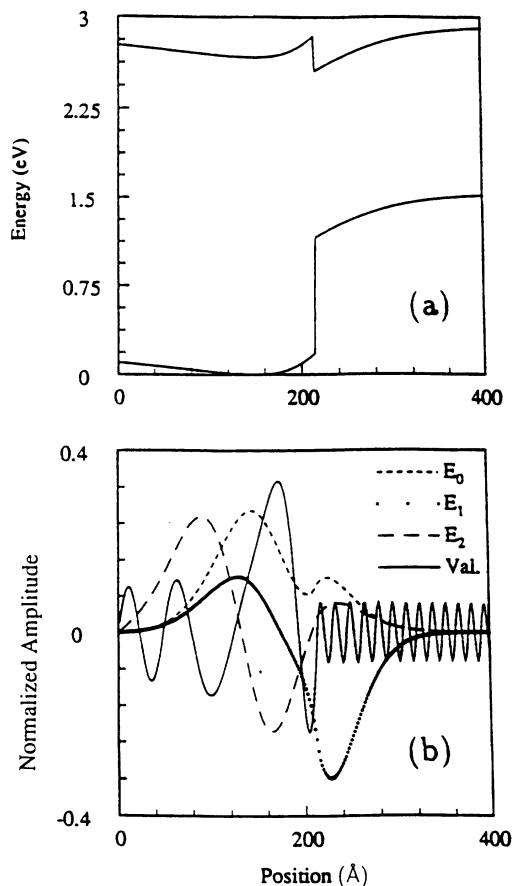 3
2.25
1.5
0.75
0
Energy (eV)
(a)
0
200
400
0.4
0
-0.4
Normalized Amplitude
E₀
E₁
E₂
Val.
(b)
0
200
400
Position (Å)